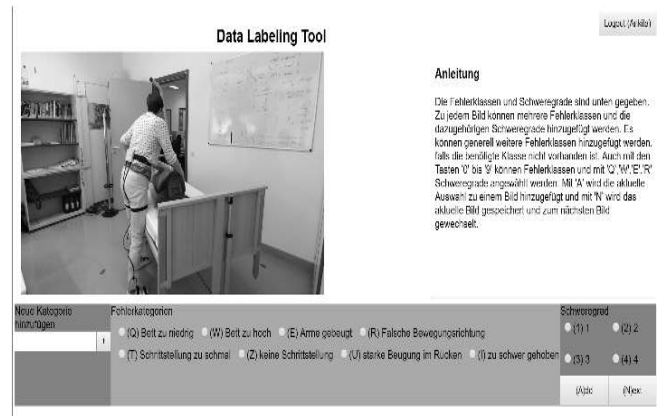 Logout (Ankilb)
Data Labeling Tool
Anleitung
Die Fehlerklassen und Schweregrade sind unten gegeben.
Zu jedem Bild können mehrere Fehlerklassen und die
dazugehörigen Schweregrade hinzugefügt werden. Es
können generell weitere Fehlerklassen hinzugefügt werden,
falls die benötigte Klasse nicht vorhanden ist. Auch mit den
Tasten '0' bis '9' können Fehlerklassen und mit 'Q','W','E','R'
Schweregrade angewählt werden. Mit 'A' wird die aktuelle
Auswahl zu einem Bild hinzugefügt und mit 'N' wird das
aktuelle Bild gespeichert und zum nächsten Bild
gewechselt.
Neue Kategorie
hinzufügen
+
Fehlerkategorien
(Q) Bett zu niedrig (W) Bett zu hoch (E) Arme gebeugt (R) Falsche Bewegungsrichtung
(T) Schrittstellung zu schmal (Z) keine Schrittstellung (U) starke Beugung im Rücken (I) zu schwer gehoben
Schweregrad
(1) 1 (2) 2
(3) 3 (4) 4
(A)dd (N)ext